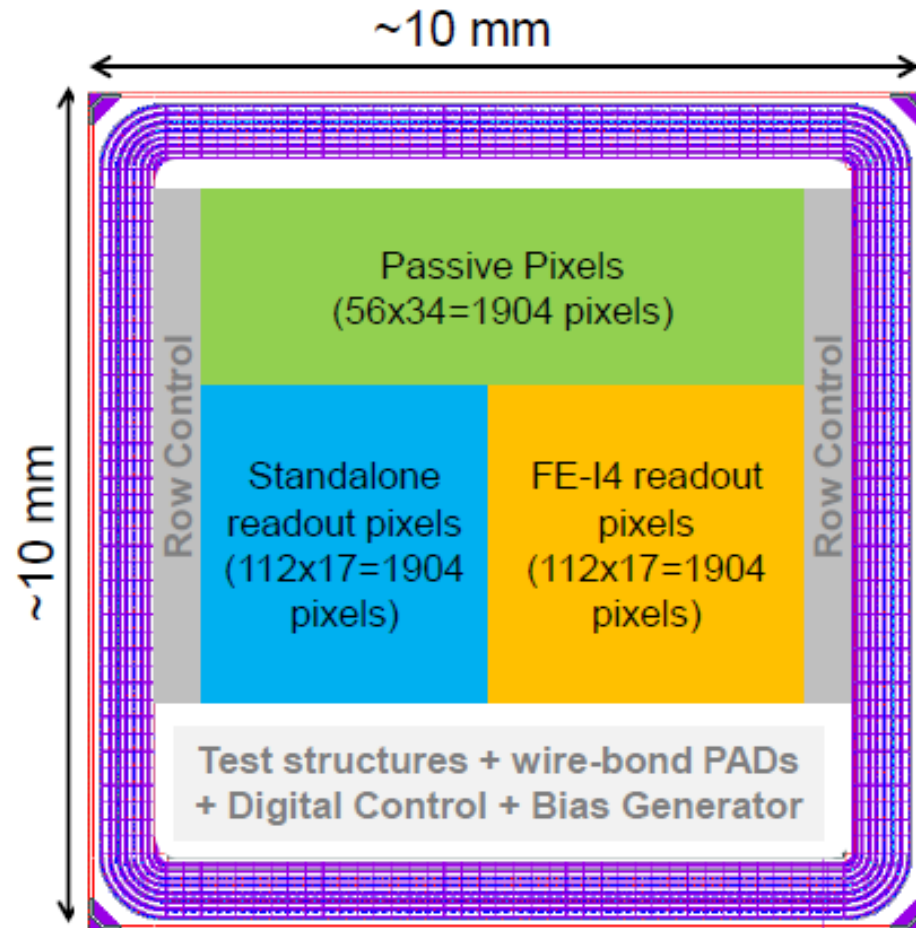 ~10 mm
~10 mm
Passive Pixels
(56x34=1904 pixels)
Row Control
Row Control
Standalone
readout pixels
(112x17=1904
pixels)
FE-I4 readout
pixels
(112x17=1904
pixels)
Test structures + wire-bond PADs
+ Digital Control + Bias Generator